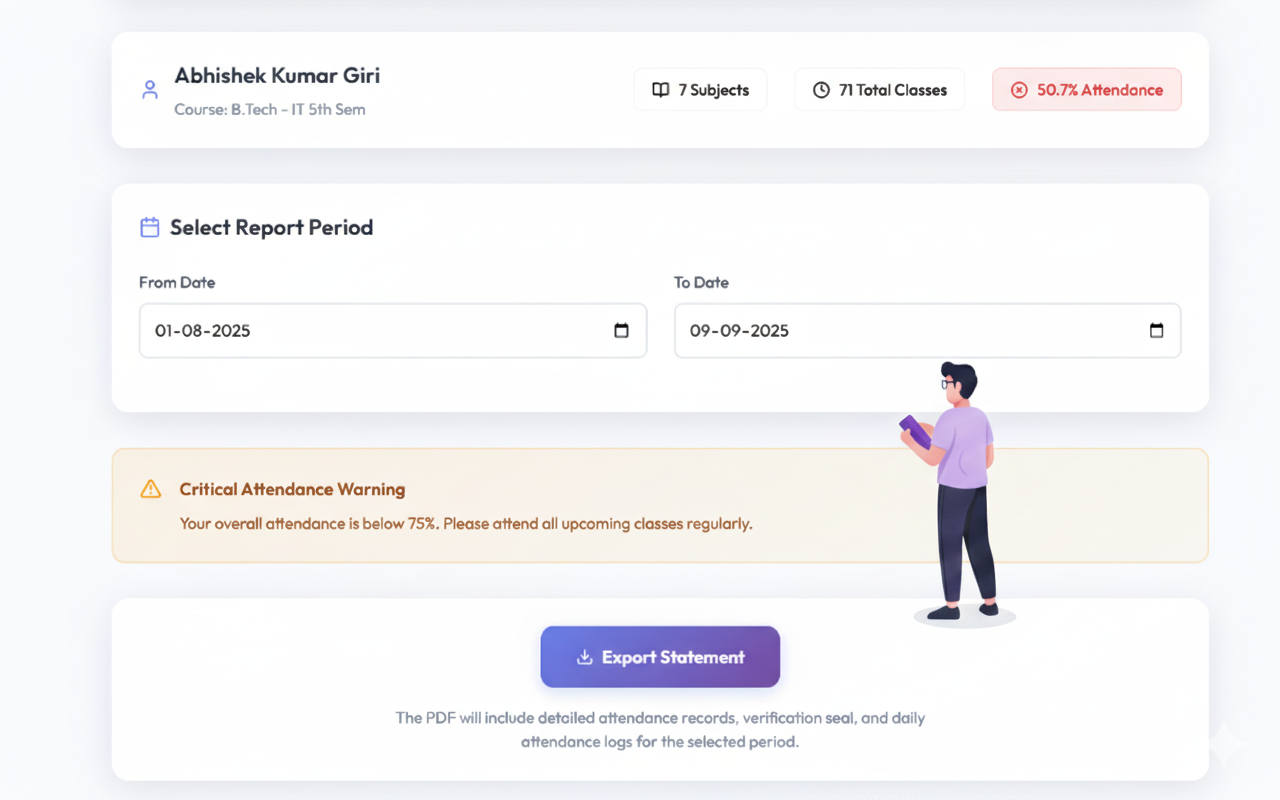 Abhishek Kumar Giri
Course: B.Tech - IT 5th Sem
7 Subjects
71 Total Classes
50.7% Attendance
Select Report Period
From Date
To Date
01-08-2025
09-09-2025
Critical Attendance Warning
Your overall attendance is below 75%. Please attend all upcoming classes regularly.
Export Statement
The PDF will include detailed attendance records, verification seal, and daily
attendance logs for the selected period.